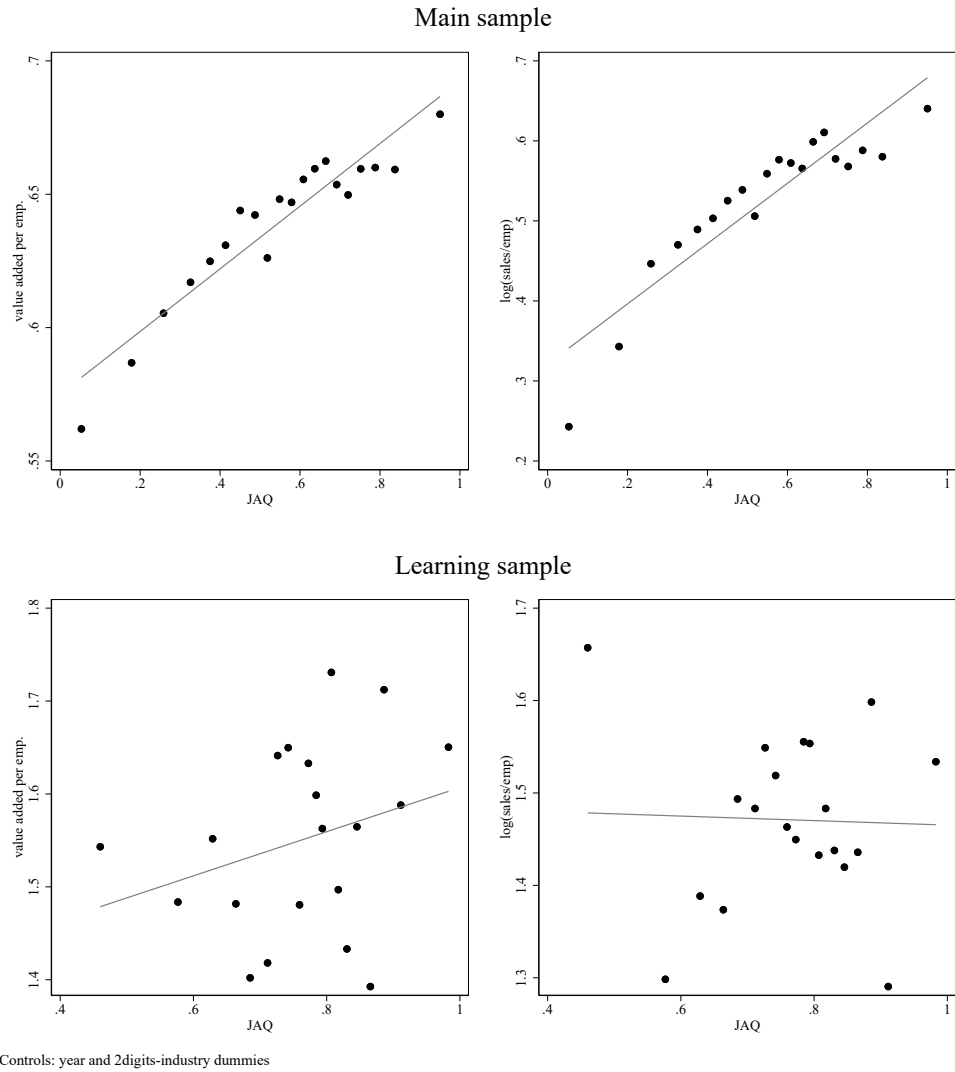 Main sample
value added per emp.
.55 .6 .65 .7
0 .2 .4 .6 .8 1
JAQ
log(sales/emp)
.2 .3 .4 .5 .6 .7
0 .2 .4 .6 .8 1
JAQ
Learning sample
value added per emp.
1.4 1.5 1.6 1.7 1.8
.4 .6 .8 1
JAQ
log(sales/emp)
1.3 1.4 1.5 1.6 1.7
.4 .6 .8 1
JAQ
Controls: year and 2digits-industry dummies